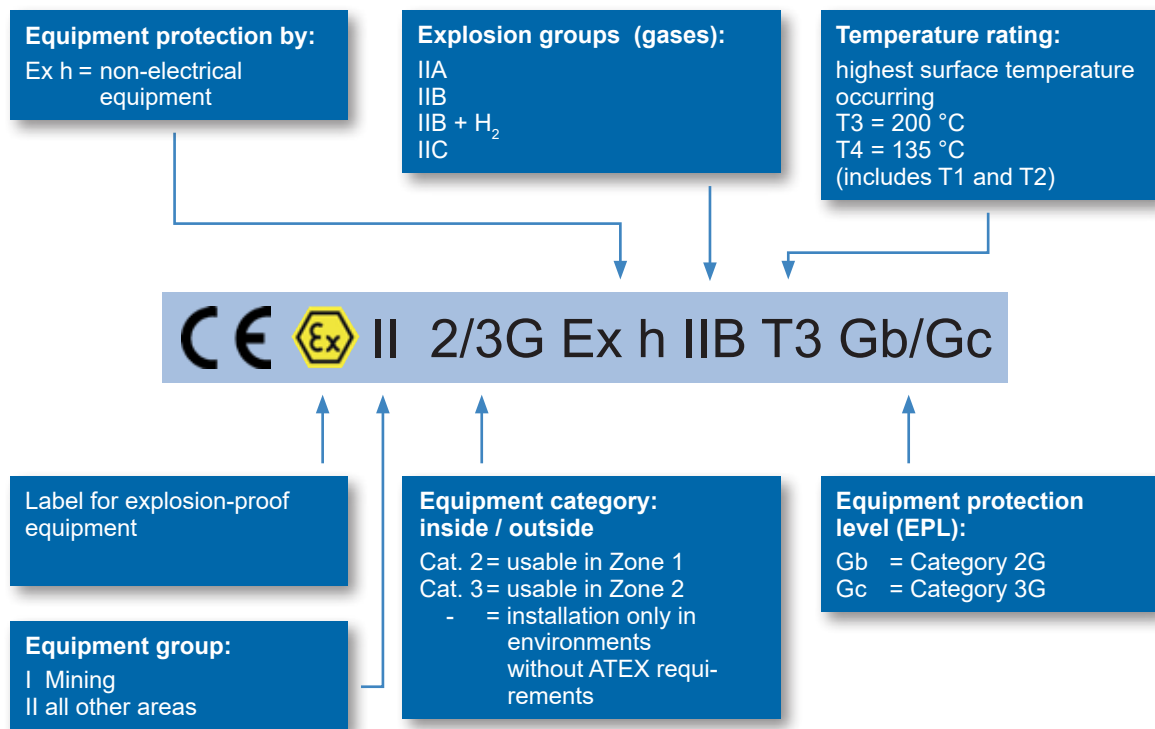 Equipment protection by:
Ex h = non-electrical
equipment
Explosion groups (gases):
IIA
IIB
IIB + H₂
IIC
Temperature rating:
highest surface temperature
occurring
T3 = 200 °C
T4 = 135 °C
(includes T1 and T2)
CE Ex II 2/3G Ex h IIB T3 Gb/Gc
Label for explosion-proof
equipment
Equipment group:
I Mining
II all other areas
Equipment category:
inside / outside
Cat. 2 = usable in Zone 1
Cat. 3 = usable in Zone 2
- = installation only in
environments
without ATEX requi-
rements
Equipment protection
level (EPL):
Gb = Category 2G
Gc = Category 3G